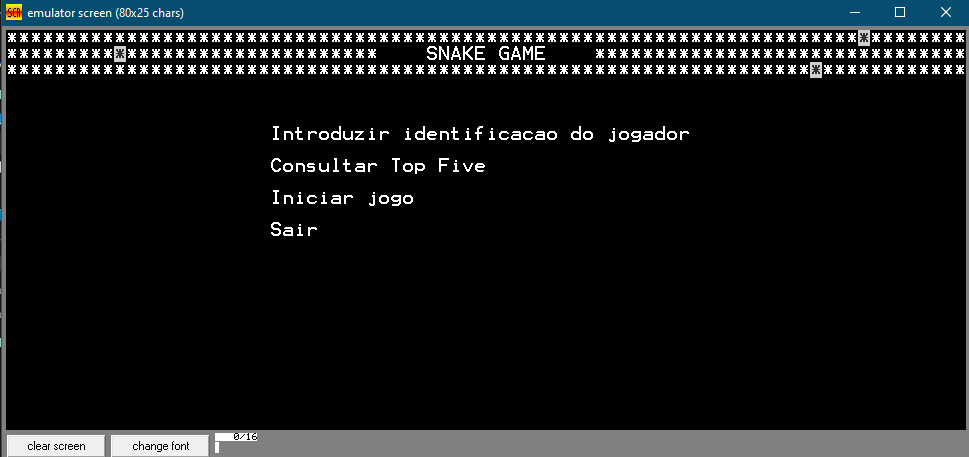 SCR emulator screen (80x25 chars)
********************************************************************************
*******************************    SNAKE GAME    *******************************
********************************************************************************
Introduzir identificacao do jogador
Consultar Top Five
Iniciar jogo
Sair
clear screen change font 0/16